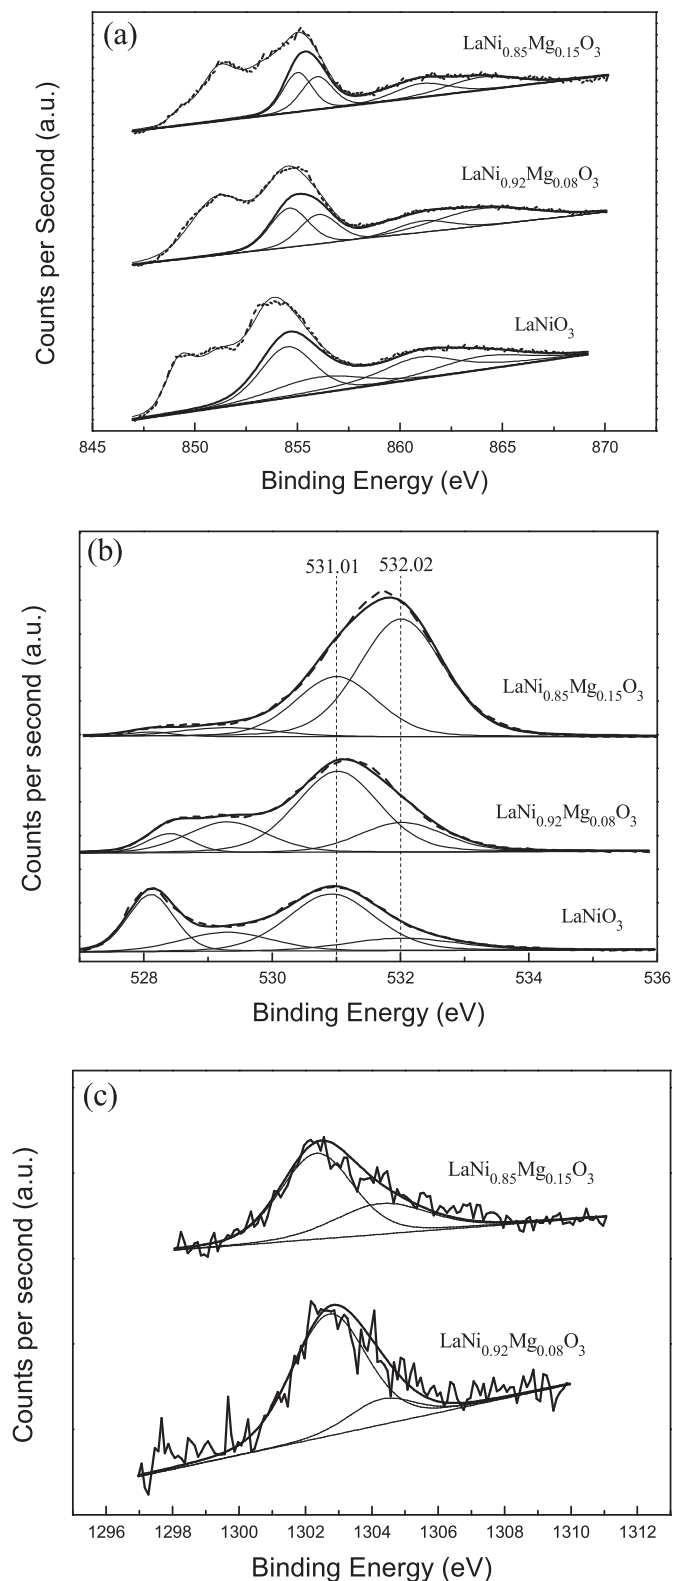 (a)
LaNi0.85Mg0.15O3
LaNi0.92Mg0.08O3
LaNiO3
Counts per Second (a.u.)
845 850 855 860 865 870
Binding Energy (eV)
(b)
531.01 532.02
LaNi0.85Mg0.15O3
LaNi0.92Mg0.08O3
LaNiO3
Counts per second (a.u.)
528 530 532 534 536
Binding Energy (eV)
(c)
LaNi0.85Mg0.15O3
LaNi0.92Mg0.08O3
Counts per second (a.u.)
1296 1298 1300 1302 1304 1306 1308 1310 1312
Binding Energy (eV)